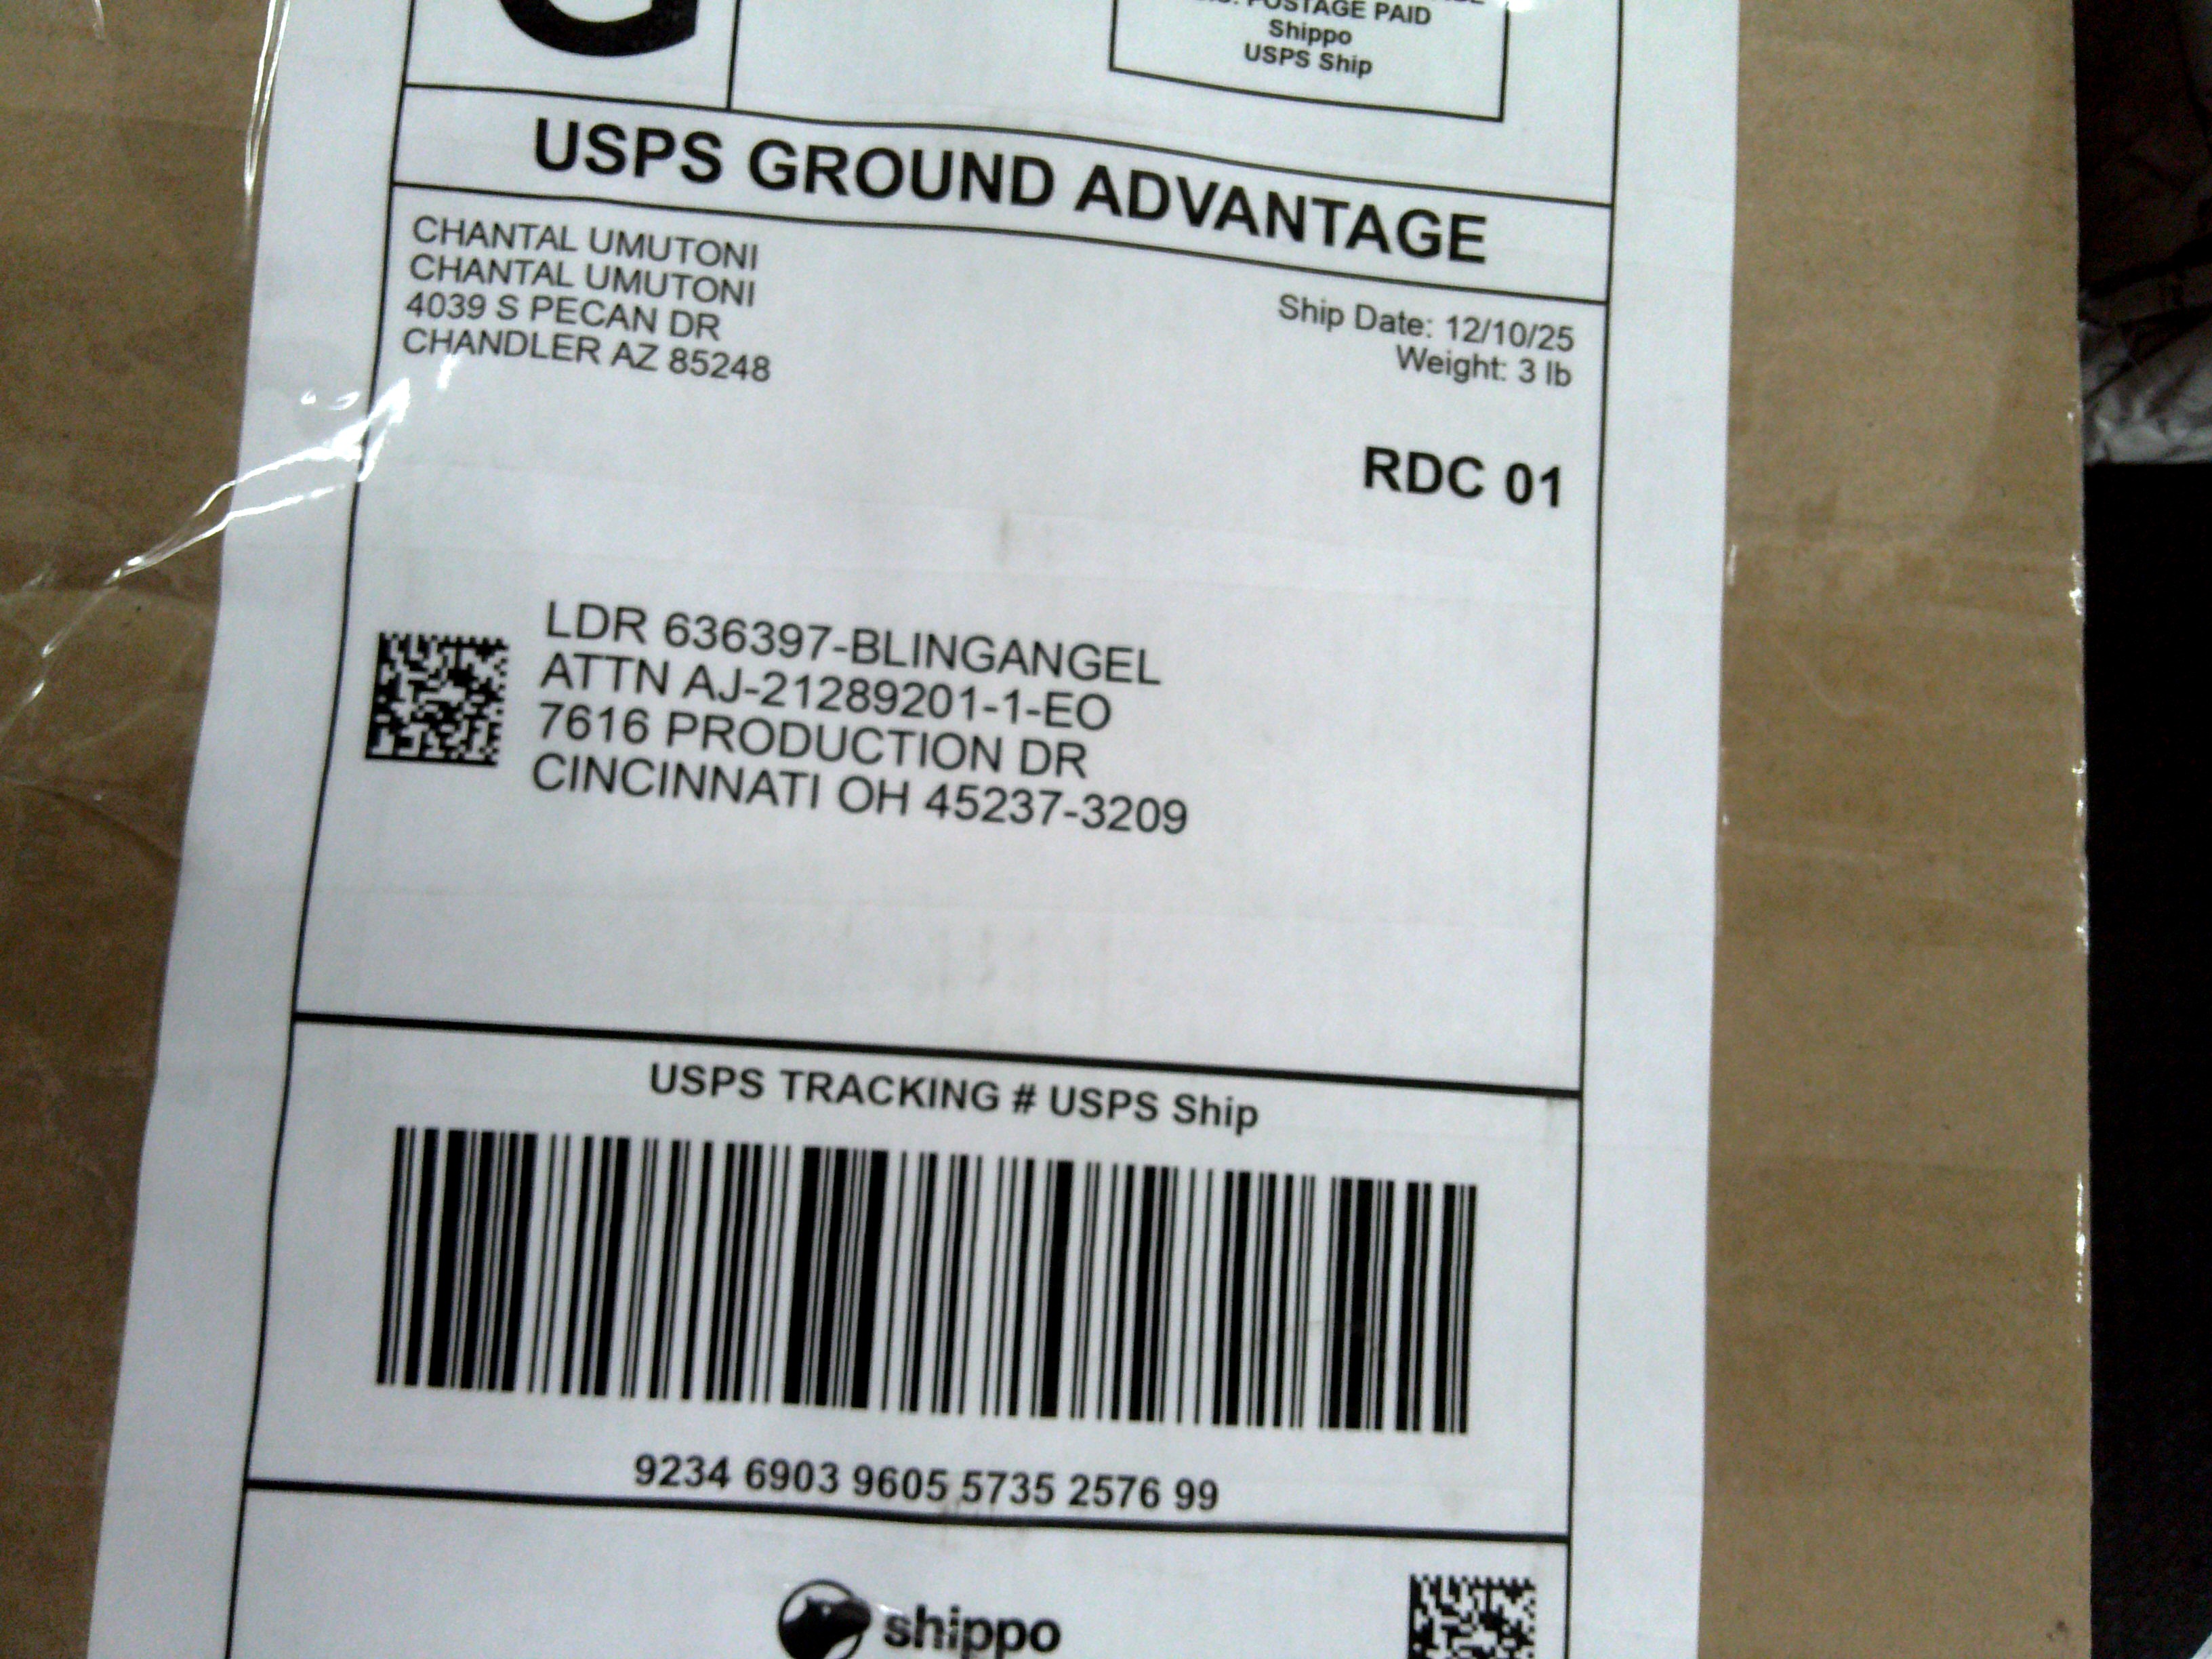 G
POSTAGE PAID
Shippo
USPS Ship
USPS GROUND ADVANTAGE
CHANTAL UMUTONI
CHANTAL UMUTONI
4039 S PECAN DR
CHANDLER AZ 85248
Ship Date: 12/10/25
Weight: 3 lb
RDC 01
LDR 636397-BLINGANGEL
ATTN AJ-21289201-1-EO
7616 PRODUCTION DR
CINCINNATI OH 45237-3209
USPS TRACKING # USPS Ship
9234 6903 9605 5735 2576 99
shippo